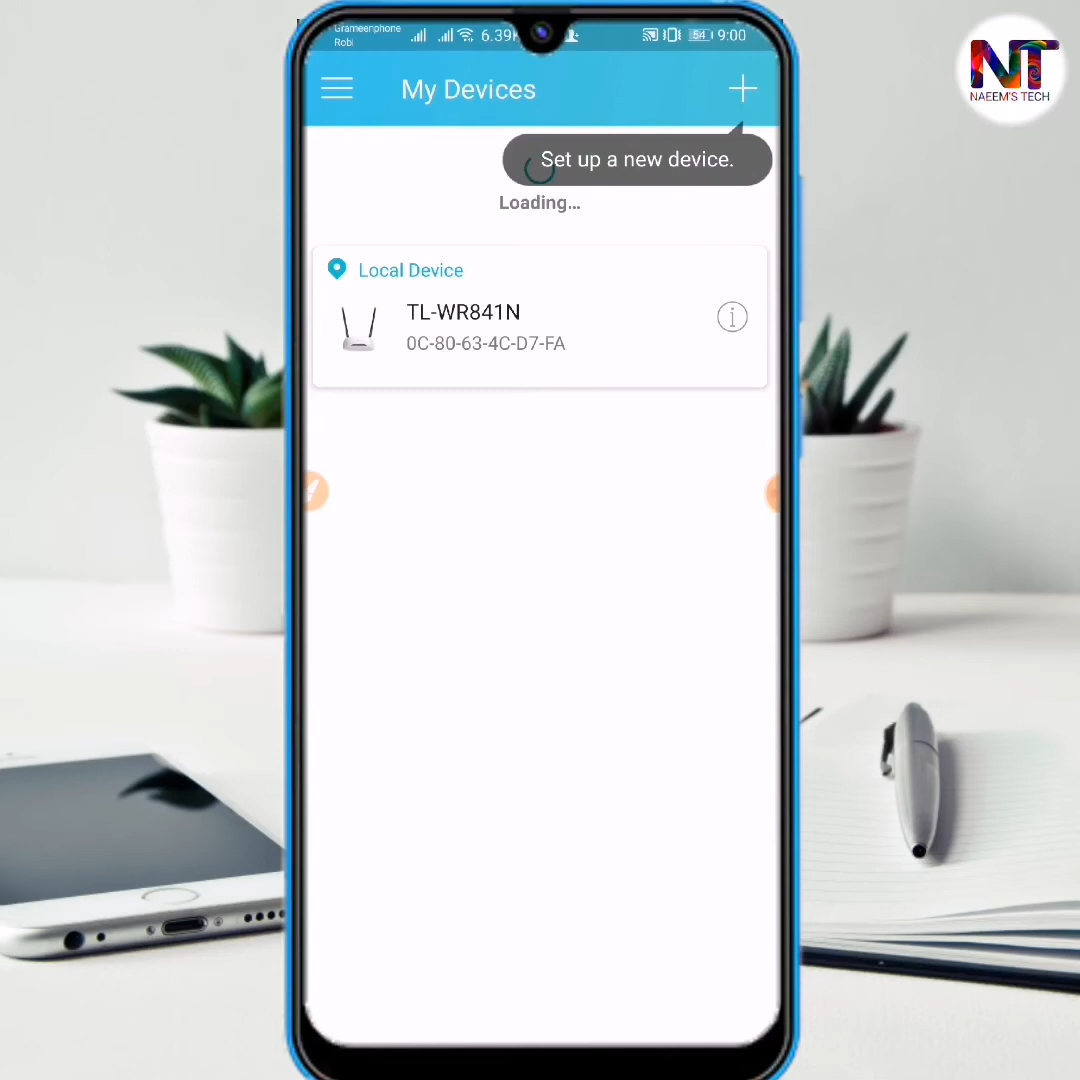 Grameenphone
Robi
6.39K
54
9:00
My Devices
Set up a new device.
Loading...
Local Device
TL-WR841N
0C-80-63-4C-D7-FA
NT
NAEEM'S TECH